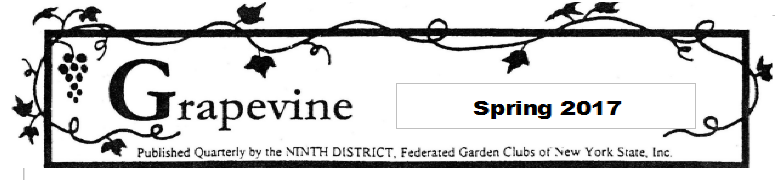 Grapevine
Spring 2017
Published Quarterly by the NINTH DISTRICT, Federated Garden Clubs of New York State, Inc.